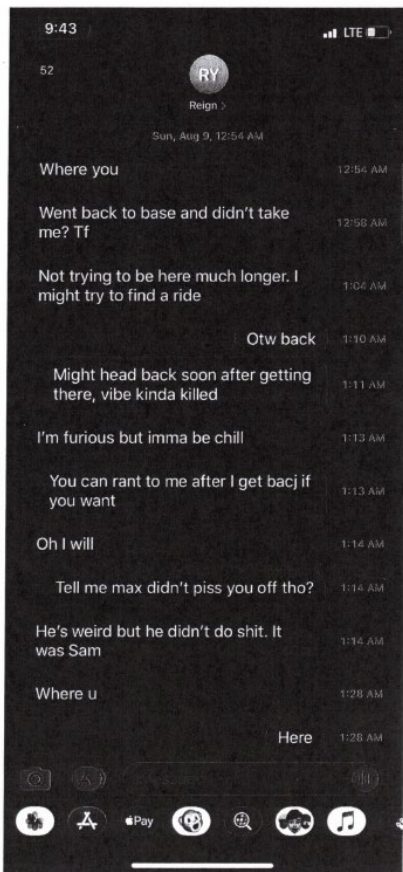 9:43
LTE
52
RY
Reign >
Sun, Aug 9, 12:54 AM
Where you 12:54 AM
Went back to base and didn't take
me? Tf 12:58 AM
Not trying to be here much longer. I
might try to find a ride 1:04 AM
Otw back 1:10 AM
Might head back soon after getting
there, vibe kinda killed 1:11 AM
I'm furious but imma be chill 1:13 AM
You can rant to me after I get bacj if
you want 1:13 AM
Oh I will 1:14 AM
Tell me max didn't piss you off tho? 1:14 AM
He's weird but he didn't do shit. It
was Sam 1:14 AM
Where u 1:28 AM
Here 1:28 AM
Pay